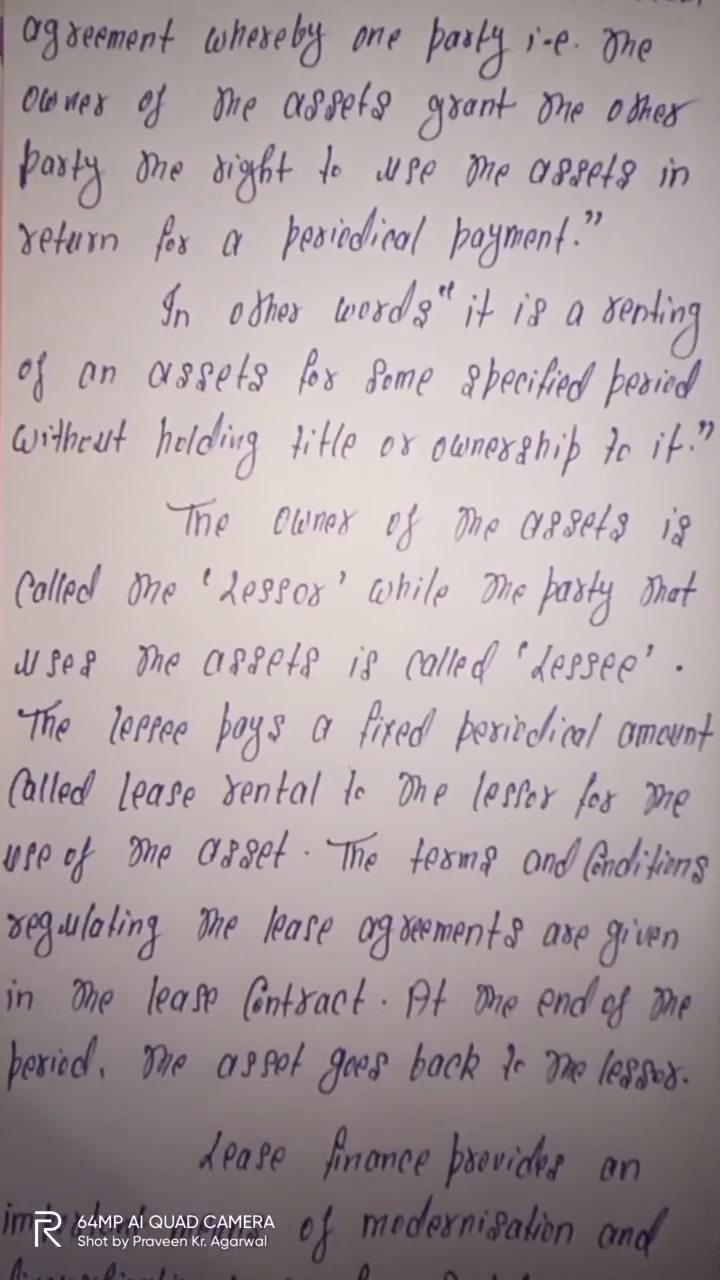 agreement whereby one party i.e. the
owner of the assets grant the other
party the right to use the assets in
return for a periodical payment."
In other words "it is a renting
of an assets for some specified period
without holding title or ownership to it."
The owner of the assets is
called the 'Lessor' while the party that
uses the assets is called 'Lessee'.
The lessee pays a fixed periodical amount
called lease rental to the lessor for the
use of the asset. The terms and Conditions
regulating the lease agreements are given
in the lease Contract. At the end of the
period, the asset goes back to the lessor.
Lease finance provides an
of modernisation and
64MP AI QUAD CAMERA
Shot by Praveen Kr. Agarwal